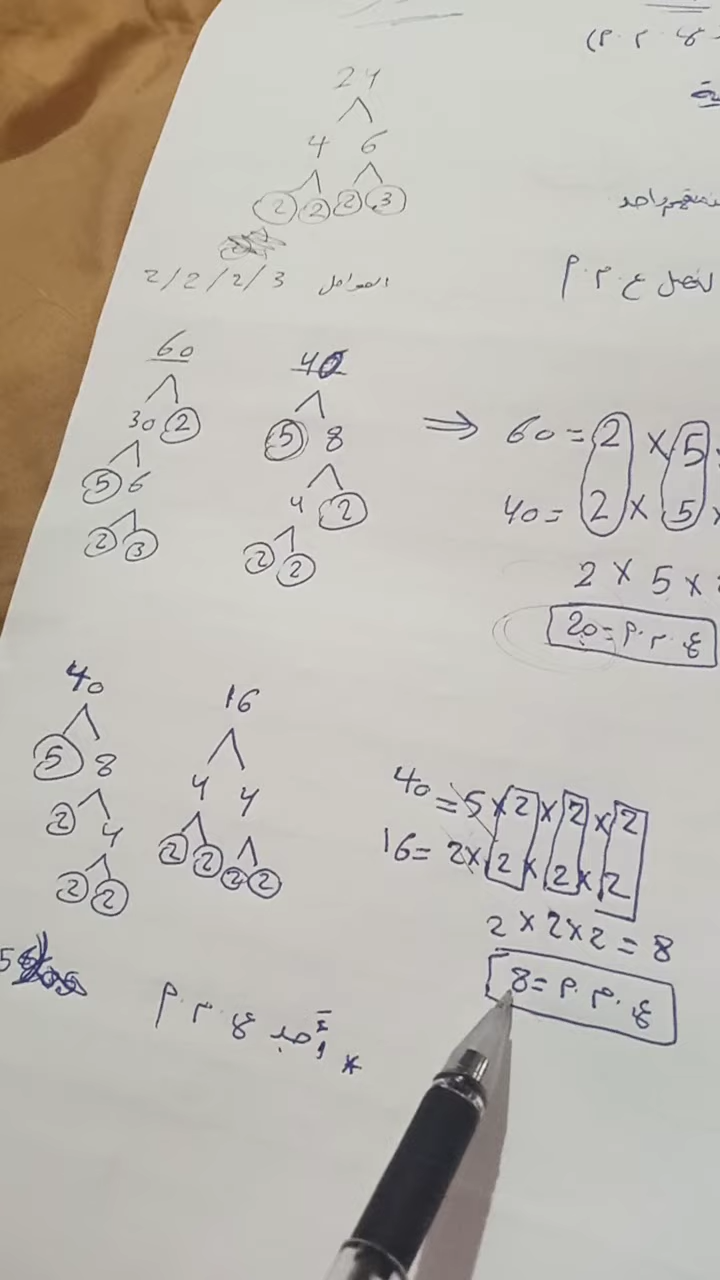 (ع . م . م
24
4 6
2 2 2 3
العوامل 2/2/2/3
ع . م . م
60 40
30 2 5 8
5 6 4 2
2 3 2 2
⇒ 60 = 2 × 5
40 = 2 × 5 ×
2 × 5 ×
ع . م . م = 20
40 16
5 8 4 4
2 4 2 2 2 2
2 2
40 = 5 × 2 × 2 × 2
16 = 2 × 2 × 2 × 2
2 × 2 × 2 = 8
ع . م . م = 8
* أوجد ع . م . م